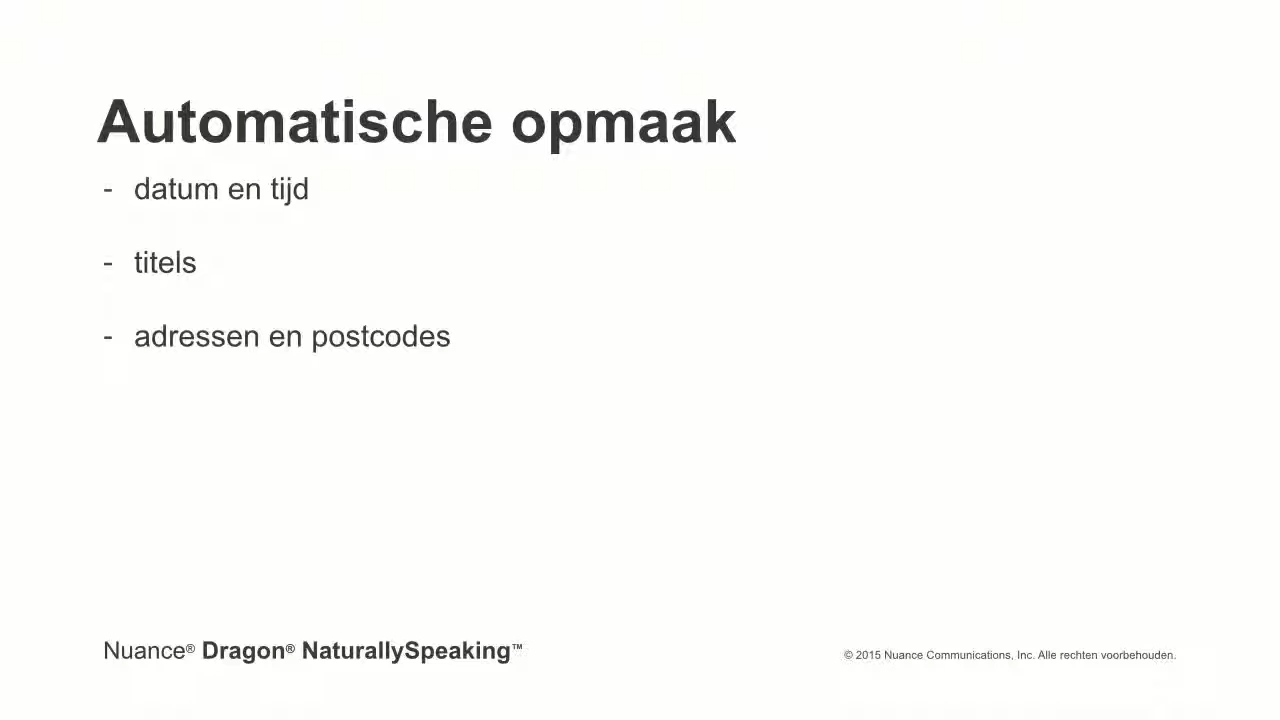 Automatische opmaak
- datum en tijd
- titels
- adressen en postcodes
Nuance® Dragon® NaturallySpeaking™
© 2015 Nuance Communications, Inc. Alle rechten voorbehouden.